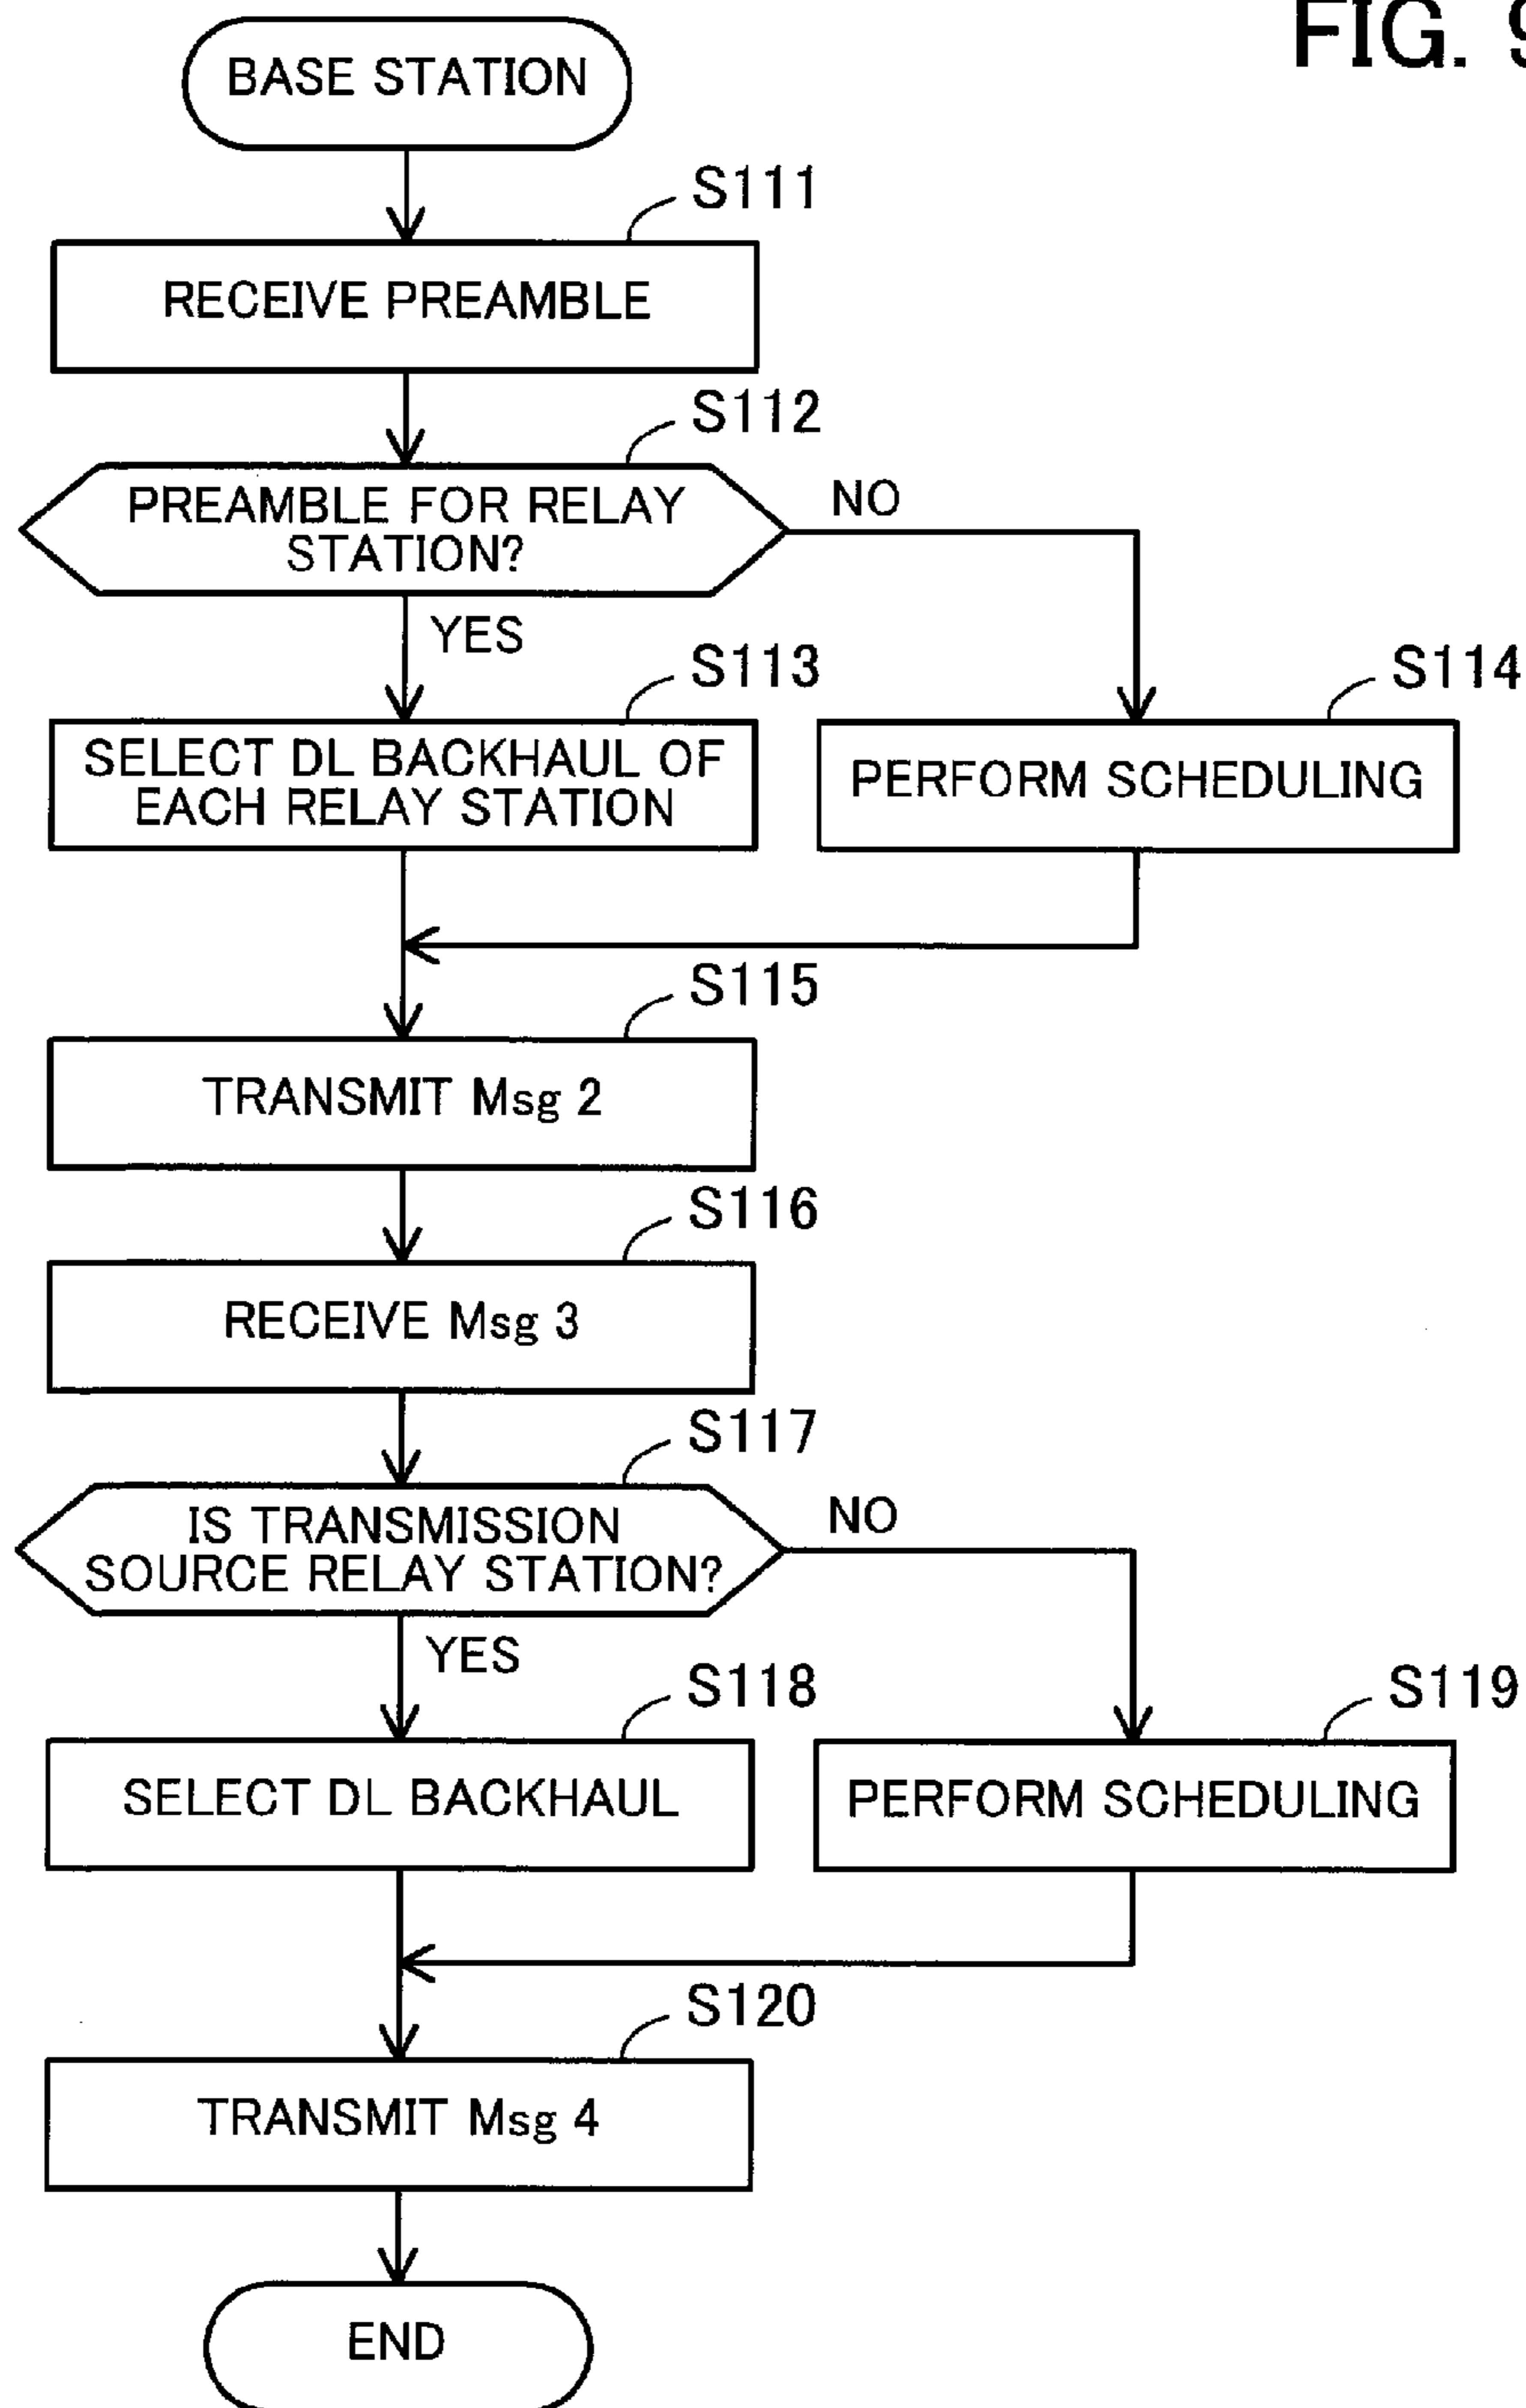 FIG. 9
BASE STATION
S111
RECEIVE PREAMBLE
S112
PREAMBLE FOR RELAY
STATION?
NO
YES
S113
SELECT DL BACKHAUL OF
EACH RELAY STATION
S114
PERFORM SCHEDULING
S115
TRANSMIT Msg 2
S116
RECEIVE Msg 3
S117
IS TRANSMISSION
SOURCE RELAY STATION?
NO
YES
S118
SELECT DL BACKHAUL
S119
PERFORM SCHEDULING
S120
TRANSMIT Msg 4
END